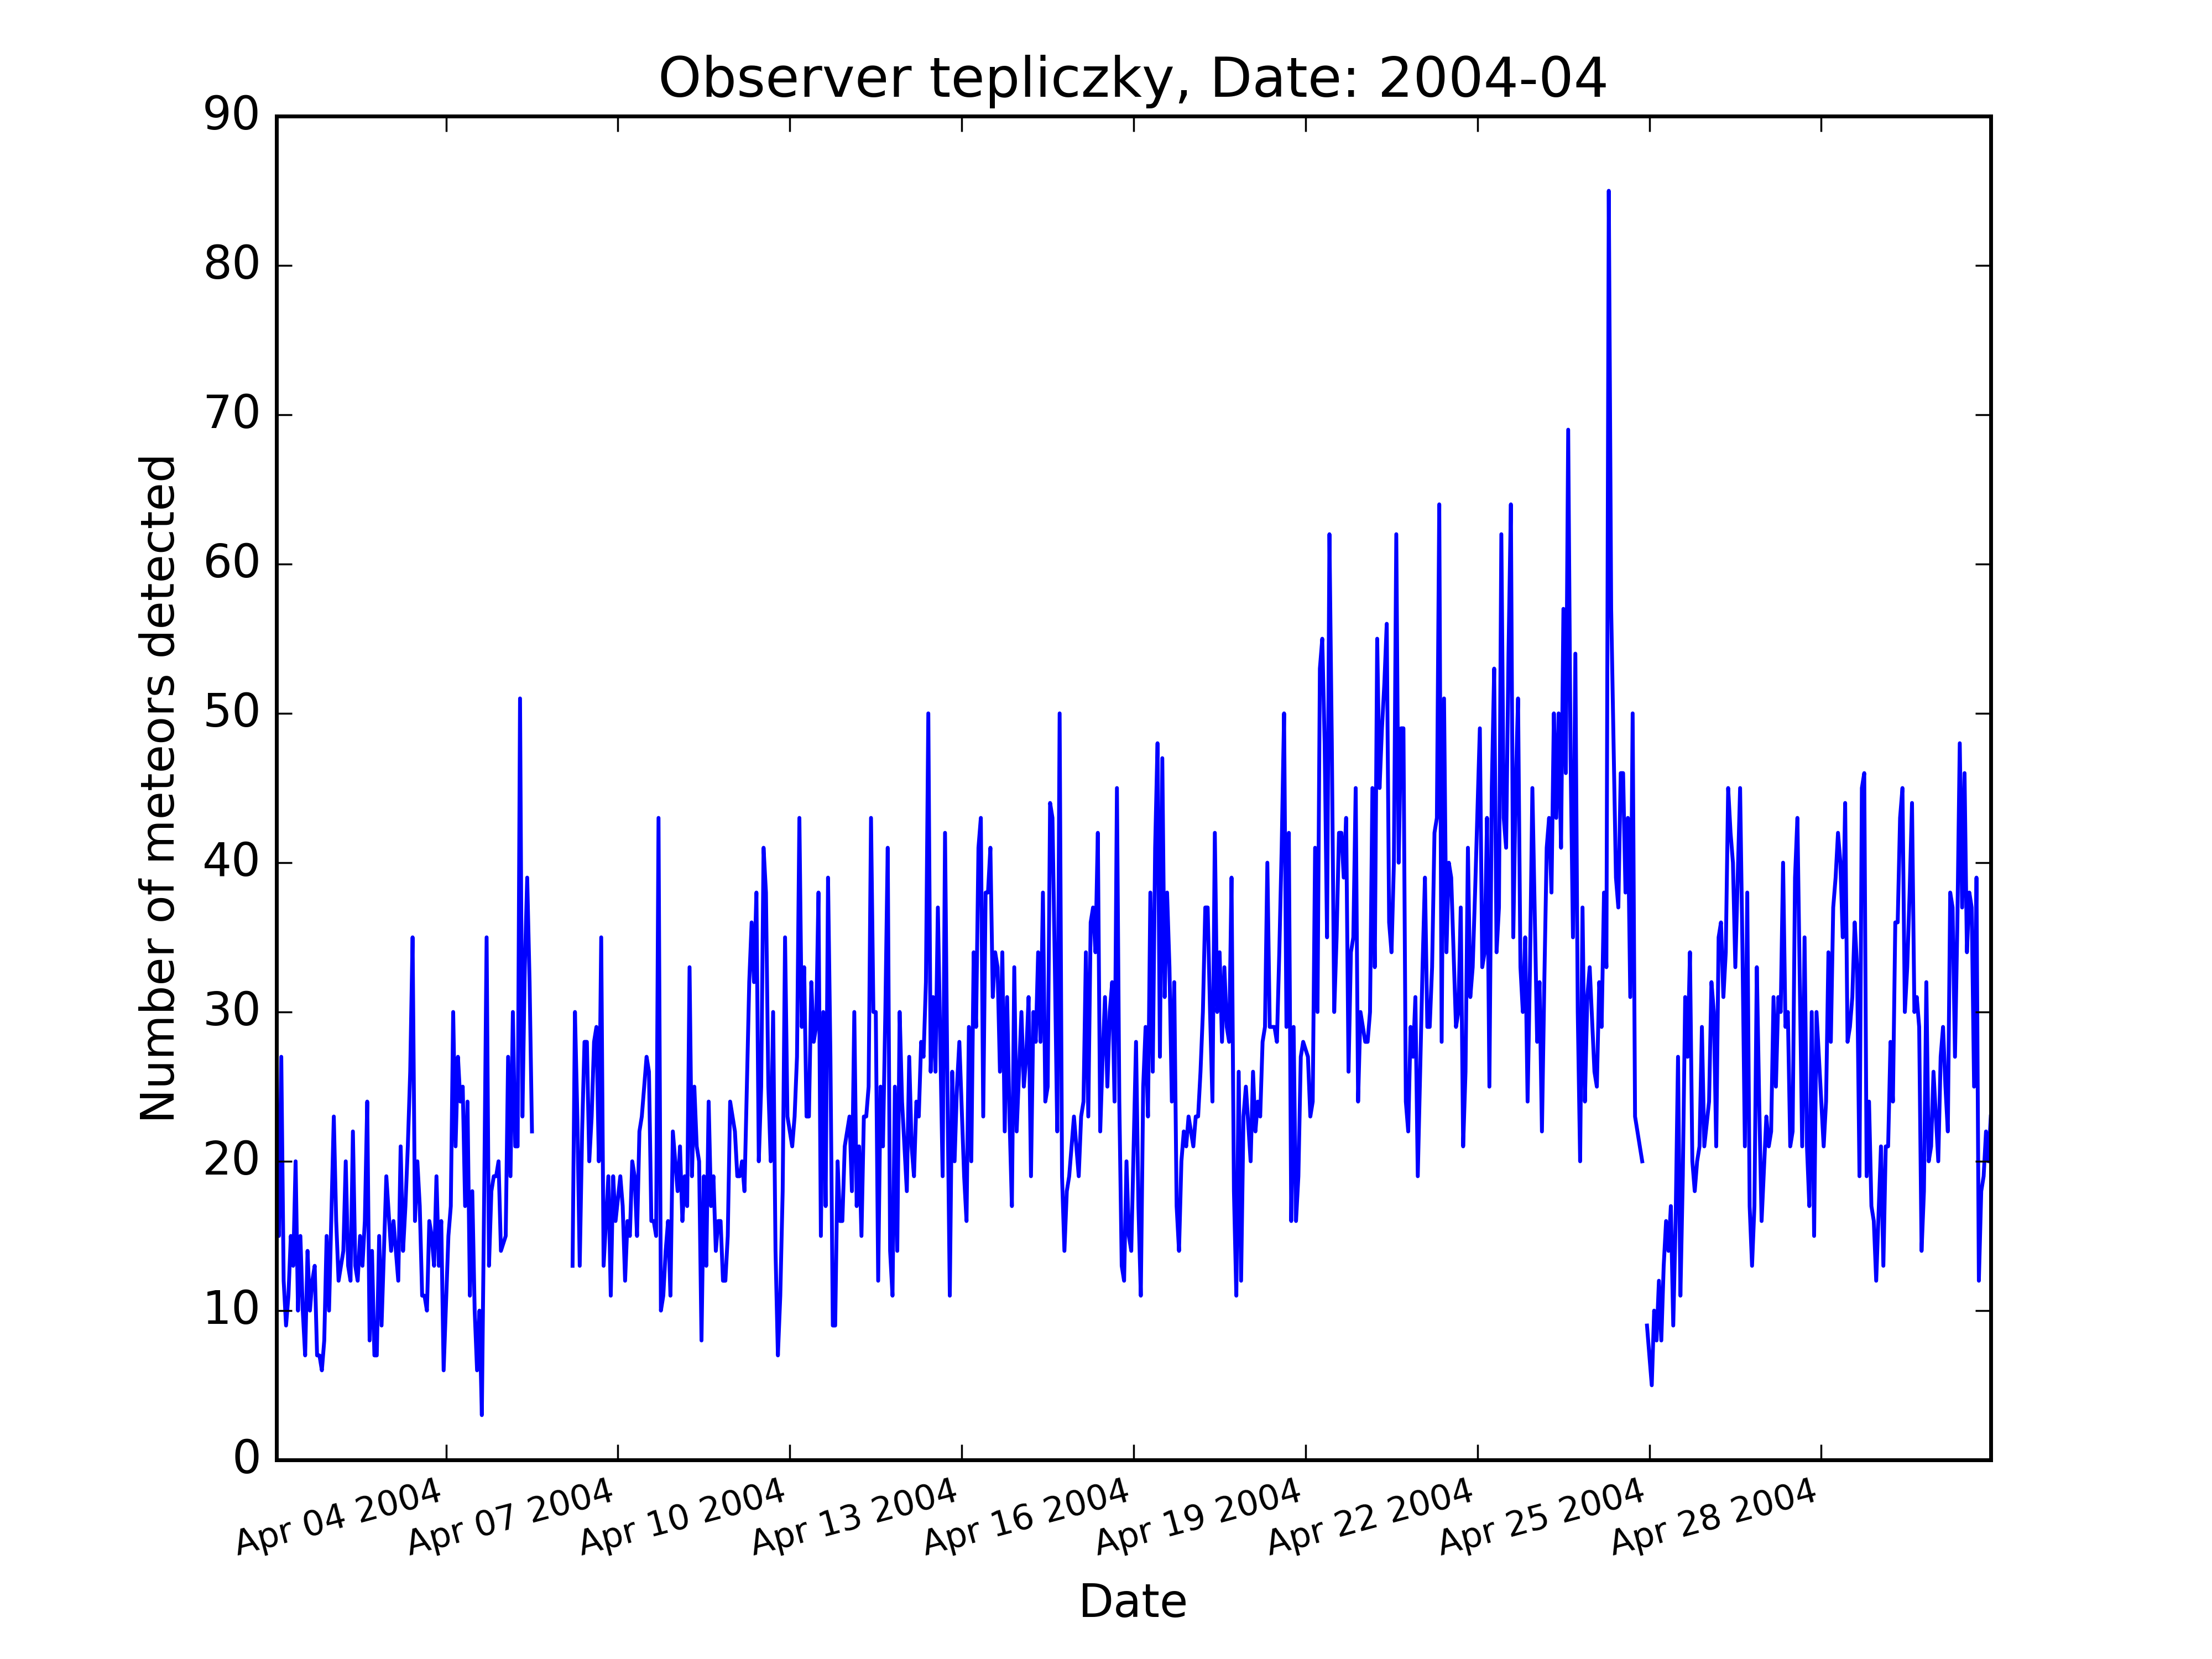 Observer tepliczky, Date: 2004-04
90
80
70
60
50
40
30
20
10
0
Number of meteors detected
Apr 04 2004
Apr 07 2004
Apr 10 2004
Apr 13 2004
Apr 16 2004
Apr 19 2004
Apr 22 2004
Apr 25 2004
Apr 28 2004
Date